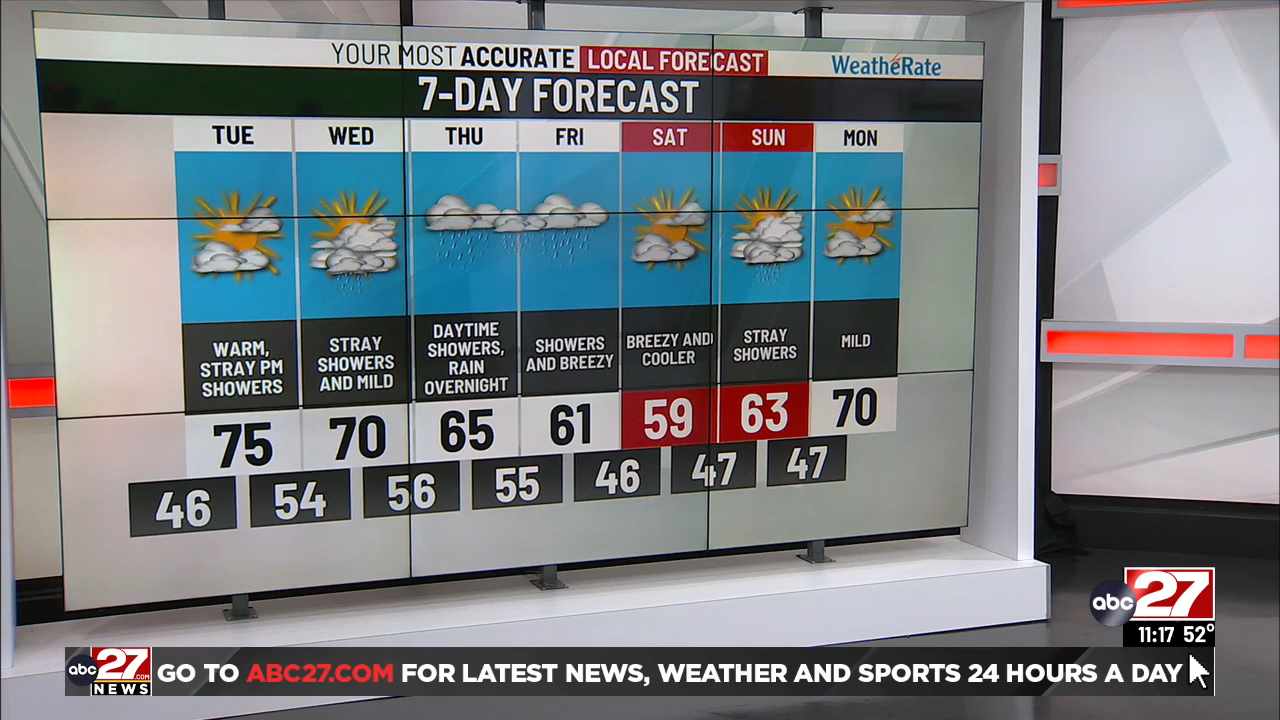 YOUR MOST ACCURATE LOCAL FORECAST
WeatheRate
7-DAY FORECAST
TUE WED THU FRI SAT SUN MON
WARM,
STRAY PM
SHOWERS
STRAY
SHOWERS
AND MILD
DAYTIME
SHOWERS,
RAIN
OVERNIGHT
SHOWERS
AND BREEZY
BREEZY AND
COOLER
STRAY
SHOWERS
MILD
75 70 65 61 59 63 70
46 54 56 55 46 47 47
abc 27
11:17 52°
abc 27 .COM
NEWS
GO TO ABC27.COM FOR LATEST NEWS, WEATHER AND SPORTS 24 HOURS A DAY